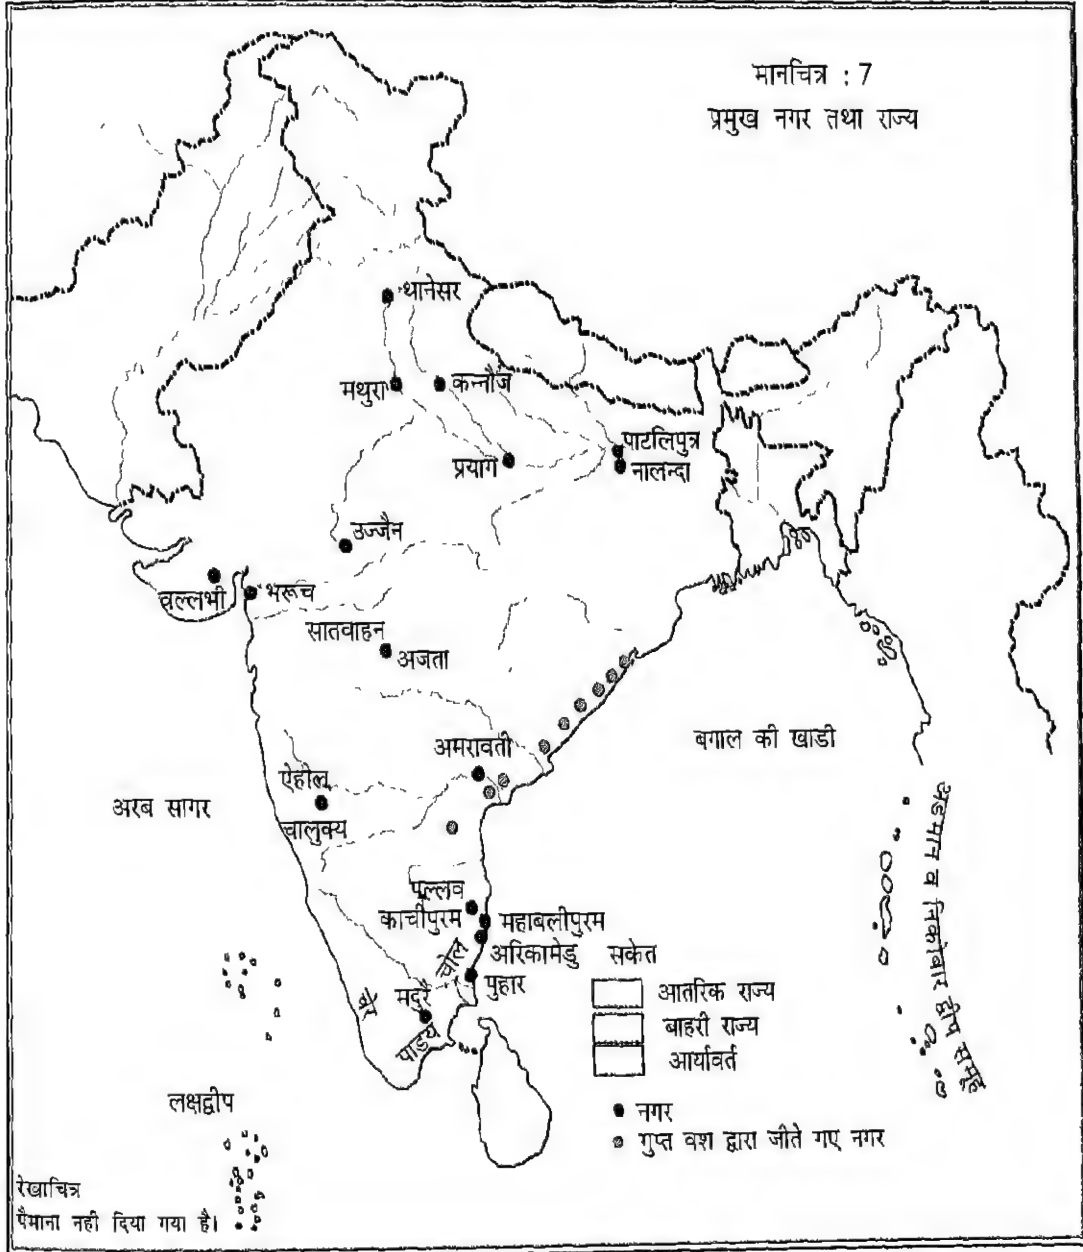 मानचित्र : 7
प्रमुख नगर तथा राज्य
थानेसर
मथुरा
कन्नौज
पाटलिपुत्र
प्रयाग
नालन्दा
उज्जैन
वल्लभी
भरूच
सातवाहन
अजता
बगाल की खाडी
अमरावती
ऐहोल
अरब सागर
चालुक्य
अडमान व निकोबार द्वीप समूह
पल्लव
काचीपुरम
महाबलीपुरम
चोल
अरिकामेडु
सकेत
पुहार
चेर
मदुरै
पाड्य
आतरिक राज्य
बाहरी राज्य
आर्यावर्त
लक्षद्वीप
नगर
गुप्त वश द्वारा जीते गए नगर
रेखाचित्र
पैमाना नही दिया गया है।